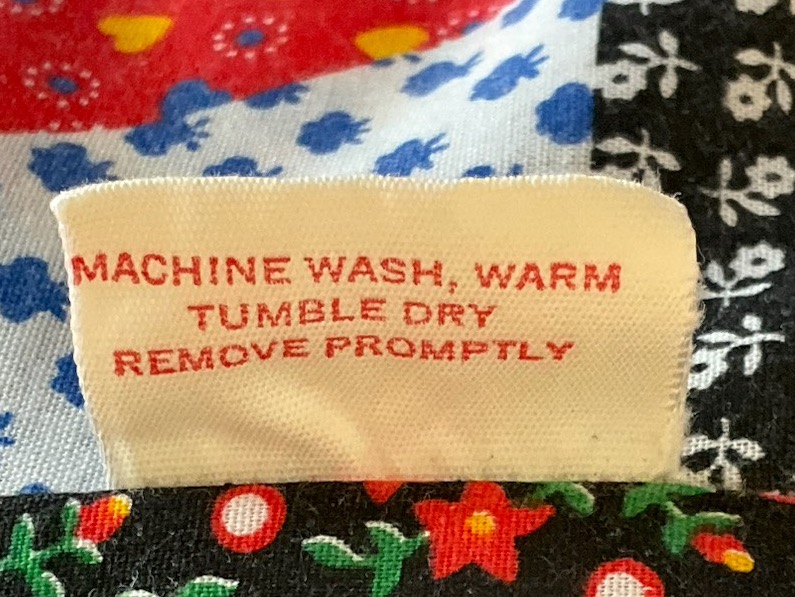 MACHINE WASH, WARM
TUMBLE DRY
REMOVE PROMPTLY